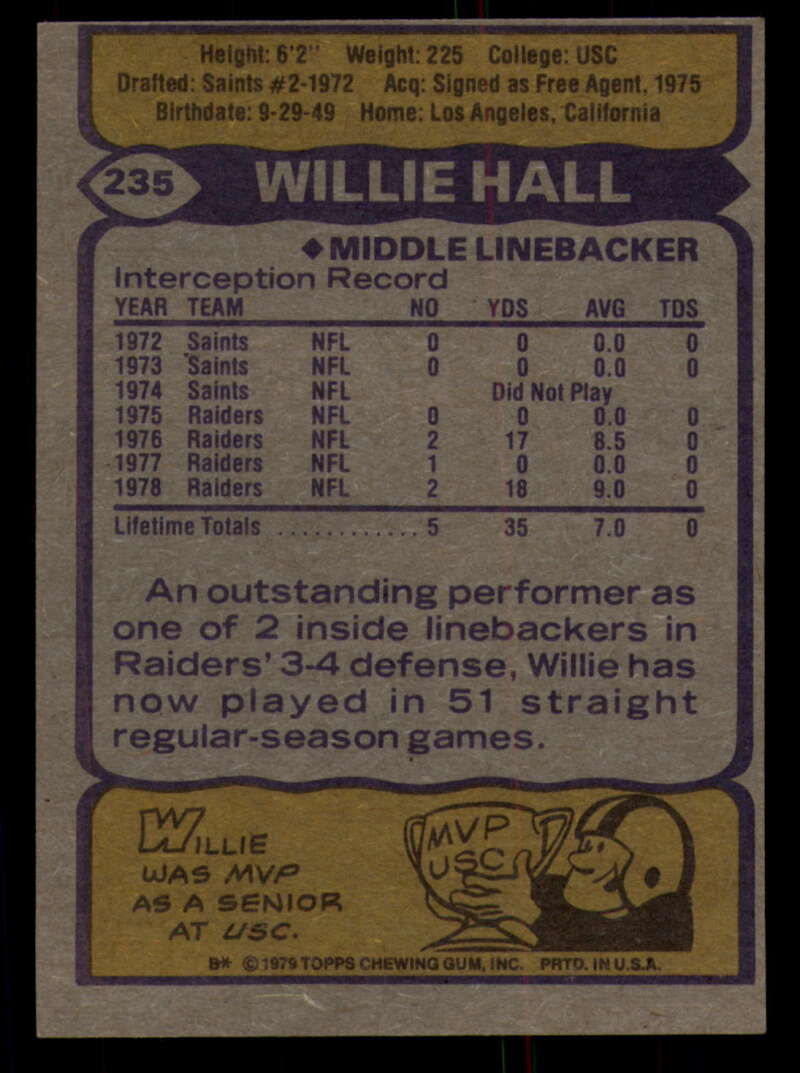 Height: 6'2" Weight: 225 College: USC
Drafted: Saints #2-1972 Acq: Signed as Free Agent, 1975
Birthdate: 9-29-49 Home: Los Angeles, California
235 WILLIE HALL
◆ MIDDLE LINEBACKER
Interception Record
YEAR TEAM NO YDS AVG TDS
1972 Saints NFL 0 0 0.0 0
1973 Saints NFL 0 0 0.0 0
1974 Saints NFL Did Not Play
1975 Raiders NFL 0 0 0.0 0
1976 Raiders NFL 2 17 8.5 0
1977 Raiders NFL 1 0 0.0 0
1978 Raiders NFL 2 18 9.0 0
Lifetime Totals ............. 5 35 7.0 0
An outstanding performer as
one of 2 inside linebackers in
Raiders' 3-4 defense, Willie has
now played in 51 straight
regular-season games.
WILLIE
WAS MVP
AS A SENIOR
AT USC.
MVP
USC
B* ©1979 TOPPS CHEWING GUM, INC. PRTD. IN U.S.A.